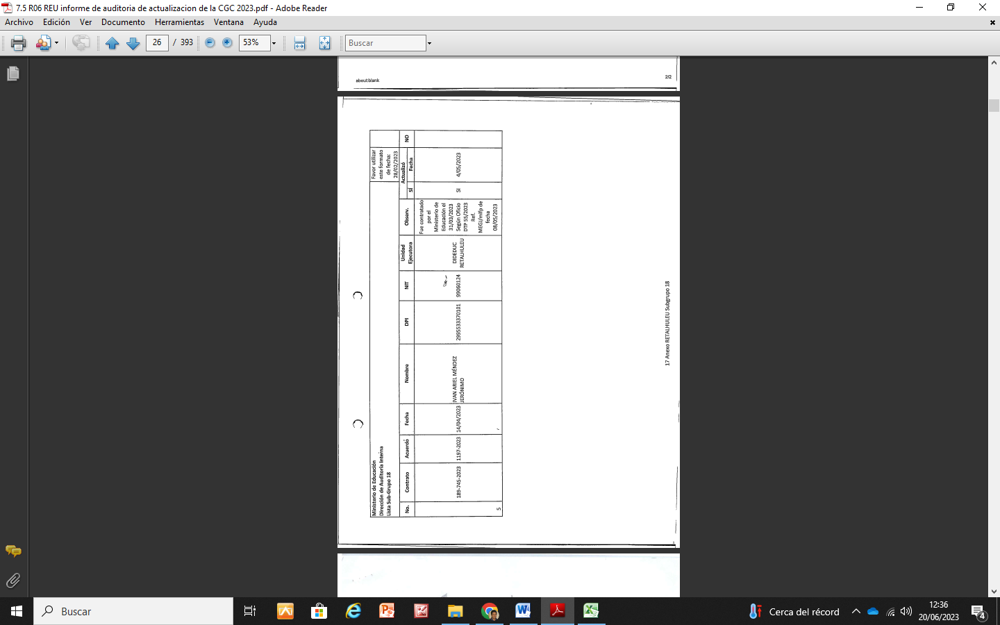 7.5 R06 REU informe de auditoria de actualizacion de la CGC 2023.pdf - Adobe Reader
Archivo Edición Ver Documento Herramientas Ventana Ayuda
26 / 393 53% Buscar
about:blank 2/2
Ministerio de Educación
Dirección de Auditoría Interna
Lista Sub-Grupo 18
Favor utilizar
este formato
de fecha:
28/02/2023
No. Contrato Acuerdo Fecha Nombre DPI NIT Unidad
Ejecutora Observ. Actualizó
SÍ Fecha NO
5 189-745-2023 1197-2023 14/04/2023 IVAN ARIEL MÉNDEZ
JERÓNIMO 2995533370101 99060124 DIDEDUC
RETALHULEU
Fue contratado
por el
Ministerio de
Educación el
31/03/2023
Según Oficio
DTP 55/2023
Ref.
MEGJ/mlfp de
fecha
08/05/2023
SI 4/05/2023
17 Anexo RETALHULEU Subgrupo 18
Buscar
Cerca del récord
12:36
20/06/2023
4